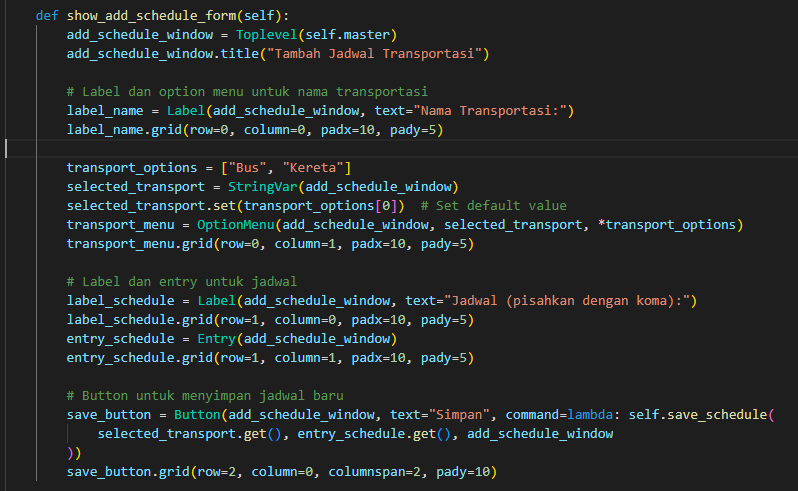 def show_add_schedule_form(self):
add_schedule_window = Toplevel(self.master)
add_schedule_window.title("Tambah Jadwal Transportasi")
# Label dan option menu untuk nama transportasi
label_name = Label(add_schedule_window, text="Nama Transportasi:")
label_name.grid(row=0, column=0, padx=10, pady=5)
transport_options = ["Bus", "Kereta"]
selected_transport = StringVar(add_schedule_window)
selected_transport.set(transport_options[0])  # Set default value
transport_menu = OptionMenu(add_schedule_window, selected_transport, *transport_options)
transport_menu.grid(row=0, column=1, padx=10, pady=5)
# Label dan entry untuk jadwal
label_schedule = Label(add_schedule_window, text="Jadwal (pisahkan dengan koma):")
label_schedule.grid(row=1, column=0, padx=10, pady=5)
entry_schedule = Entry(add_schedule_window)
entry_schedule.grid(row=1, column=1, padx=10, pady=5)
# Button untuk menyimpan jadwal baru
save_button = Button(add_schedule_window, text="Simpan", command=lambda: self.save_schedule(
selected_transport.get(), entry_schedule.get(), add_schedule_window
))
save_button.grid(row=2, column=0, columnspan=2, pady=10)